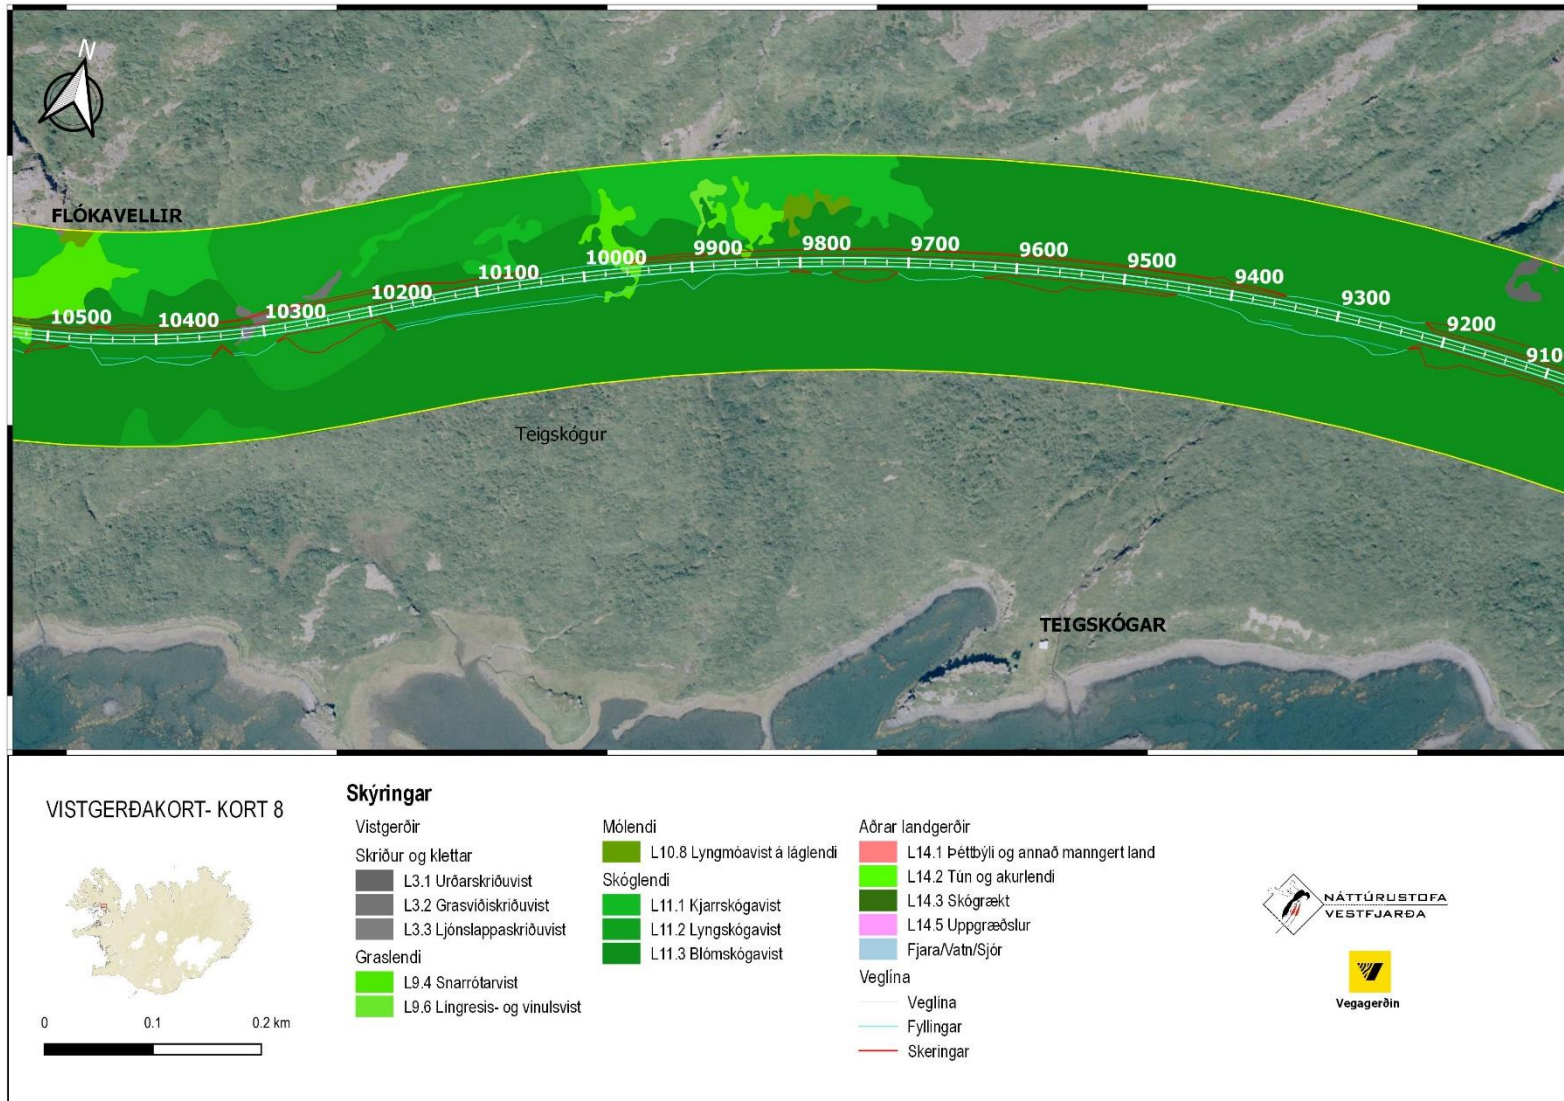 N
FLÓKAVELLIR
10500
10400
10300
10200
10100
10000
9900
9800
9700
9600
9500
9400
9300
9200
910
Teigskógur
TEIGSKÓGAR
VISTGERÐAKORT- KORT 8
0 0.1 0.2 km
Skýringar
Vistgerðir
Skriður og klettar
L3.1 Urðarskriðuvist
L3.2 Grasvíðiskriðuvist
L3.3 Ljónslappaskriðuvist
Graslendi
L9.4 Snarrótarvist
L9.6 Língresis- og vinulsvist
Mólendi
L10.8 Lyngmóavist á láglendi
Skóglendi
L11.1 Kjarrskógavist
L11.2 Lyngskógavist
L11.3 Blómskógavist
Aðrar landgerðir
L14.1 Þéttbýli og annað manngert land
L14.2 Tún og akurlendi
L14.3 Skógrækt
L14.5 Uppgræðslur
Fjara/Vatn/Sjór
Veglína
Veglína
Fyllingar
Skeringar
NÁTTÚRUSTOFA
VESTFJARÐA
Vegagerðin